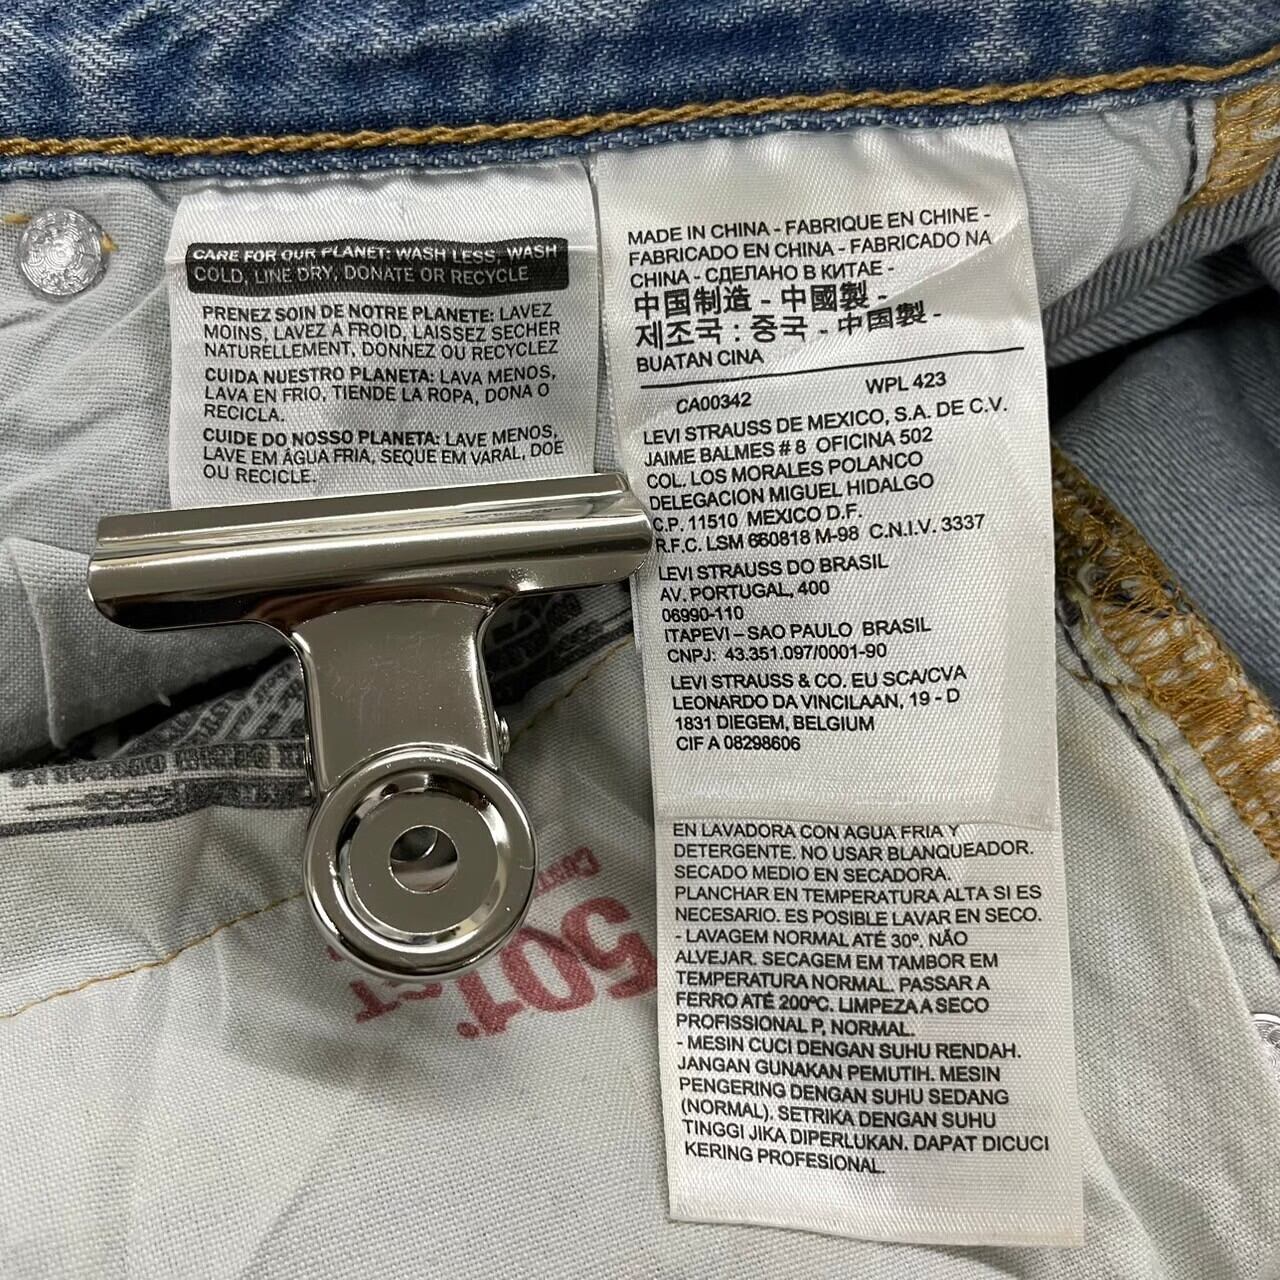 CARE FOR OUR PLANET: WASH LESS, WASH
COLD, LINE DRY, DONATE OR RECYCLE
PRENEZ SOIN DE NOTRE PLANETE: LAVEZ
MOINS, LAVEZ A FROID, LAISSEZ SECHER
NATURELLEMENT, DONNEZ OU RECYCLEZ
CUIDA NUESTRO PLANETA: LAVA MENOS,
LAVA EN FRIO, TIENDE LA ROPA, DONA O
RECICLA.
CUIDE DO NOSSO PLANETA: LAVE MENOS,
LAVE EM ÁGUA FRIA, SEQUE EM VARAL, DOE
OU RECICLE.
MADE IN CHINA - FABRIQUE EN CHINE -
FABRICADO EN CHINA - FABRICADO NA
CHINA - СДЕЛАНО В КИТАЕ -
中国制造 - 中國製 -
제조국 : 중국 - 中国製 -
BUATAN CINA
CA00342 WPL 423
LEVI STRAUSS DE MEXICO, S.A. DE C.V.
JAIME BALMES # 8 OFICINA 502
COL. LOS MORALES POLANCO
DELEGACION MIGUEL HIDALGO
C.P. 11510 MEXICO D.F.
R.F.C. LSM 660818 M-98 C.N.I.V. 3337
LEVI STRAUSS DO BRASIL
AV. PORTUGAL, 400
06990-110
ITAPEVI – SAO PAULO BRASIL
CNPJ: 43.351.097/0001-90
LEVI STRAUSS & CO. EU SCA/CVA
LEONARDO DA VINCILAAN, 19 - D
1831 DIEGEM, BELGIUM
CIF A 08298606
EN LAVADORA CON AGUA FRIA Y
DETERGENTE. NO USAR BLANQUEADOR.
SECADO MEDIO EN SECADORA.
PLANCHAR EN TEMPERATURA ALTA SI ES
NECESARIO. ES POSIBLE LAVAR EN SECO.
- LAVAGEM NORMAL ATÉ 30º. NÃO
ALVEJAR. SECAGEM EM TAMBOR EM
TEMPERATURA NORMAL. PASSAR A
FERRO ATÉ 200ºC. LIMPEZA A SECO
PROFISSIONAL P, NORMAL.
- MESIN CUCI DENGAN SUHU RENDAH.
JANGAN GUNAKAN PEMUTIH. MESIN
PENGERING DENGAN SUHU SEDANG
(NORMAL). SETRIKA DENGAN SUHU
TINGGI JIKA DIPERLUKAN. DAPAT DICUCI
KERING PROFESIONAL.
501
CT